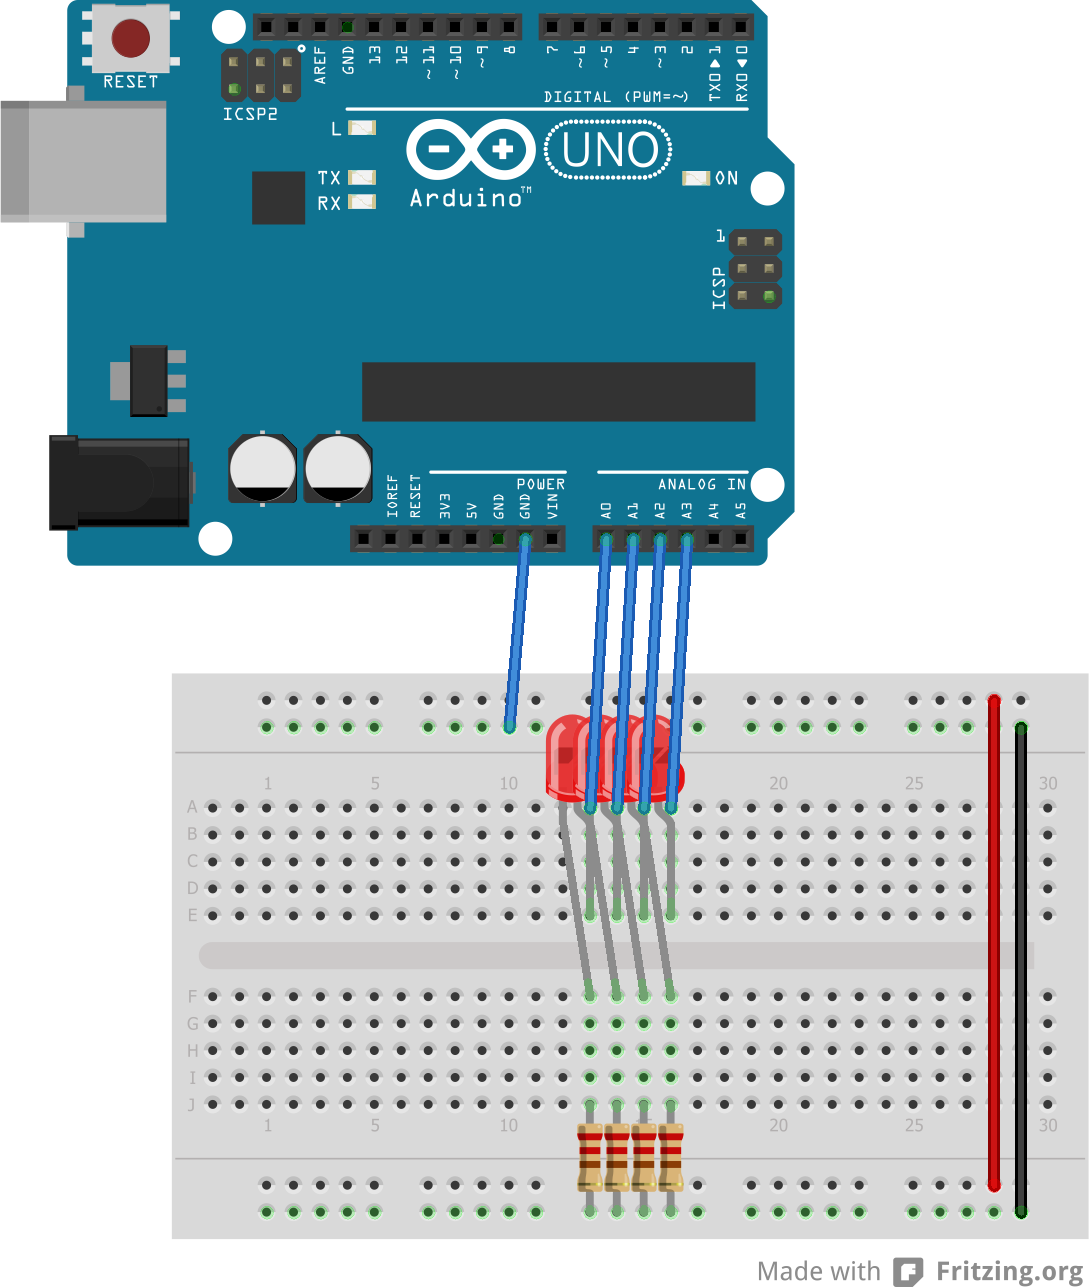 RESET
ICSP2
AREF
GND
13
12
~11
~10
~9
8
7
~6
~5
4
~3
2
TX0▶1
RX0◀0
DIGITAL (PWM=~)
L
TX
RX
Arduino™
UNO
ON
1
ICSP
IOREF
RESET
3V3
5V
GND
GND
VIN
POWER
ANALOG IN
A0
A1
A2
A3
A4
A5
1 5 10 20 25 30
A
B
C
D
E
F
G
H
I
J
1 5 10 20 25 30
Made with Fritzing.org